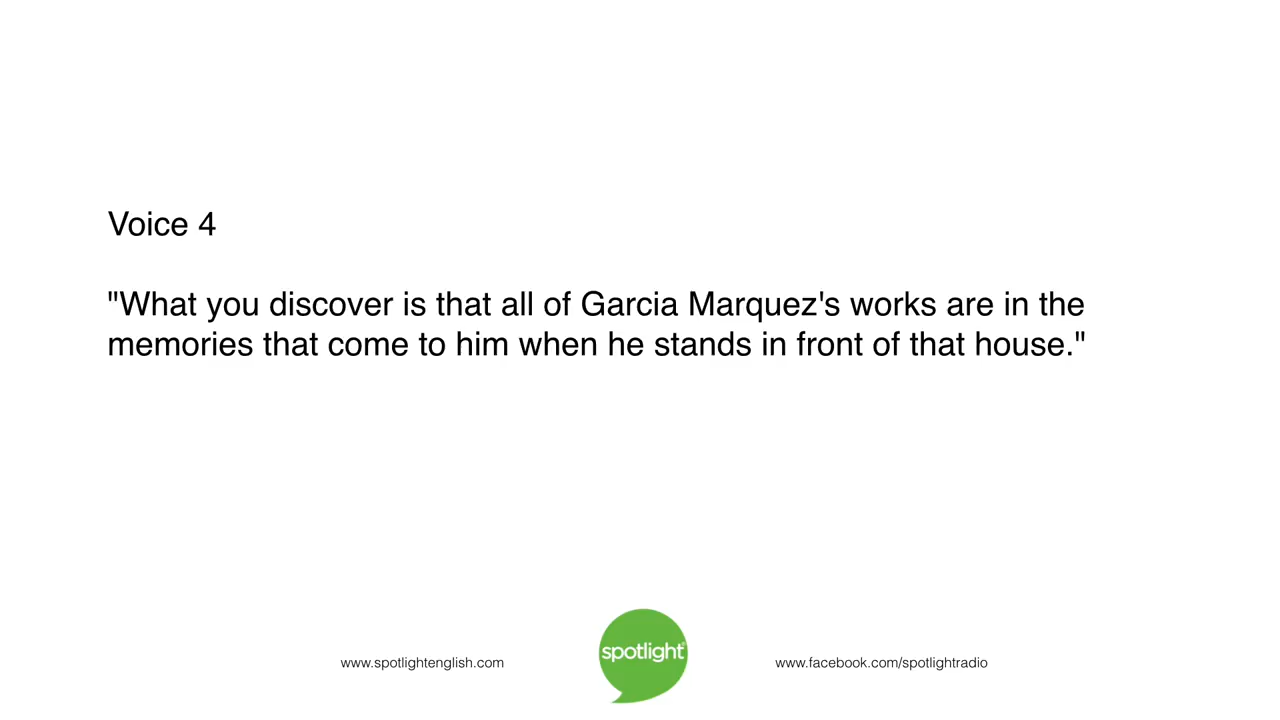 Voice 4
"What you discover is that all of Garcia Marquez's works are in the
memories that come to him when he stands in front of that house."
www.spotlightenglish.com
spotlight®
www.facebook.com/spotlightradio